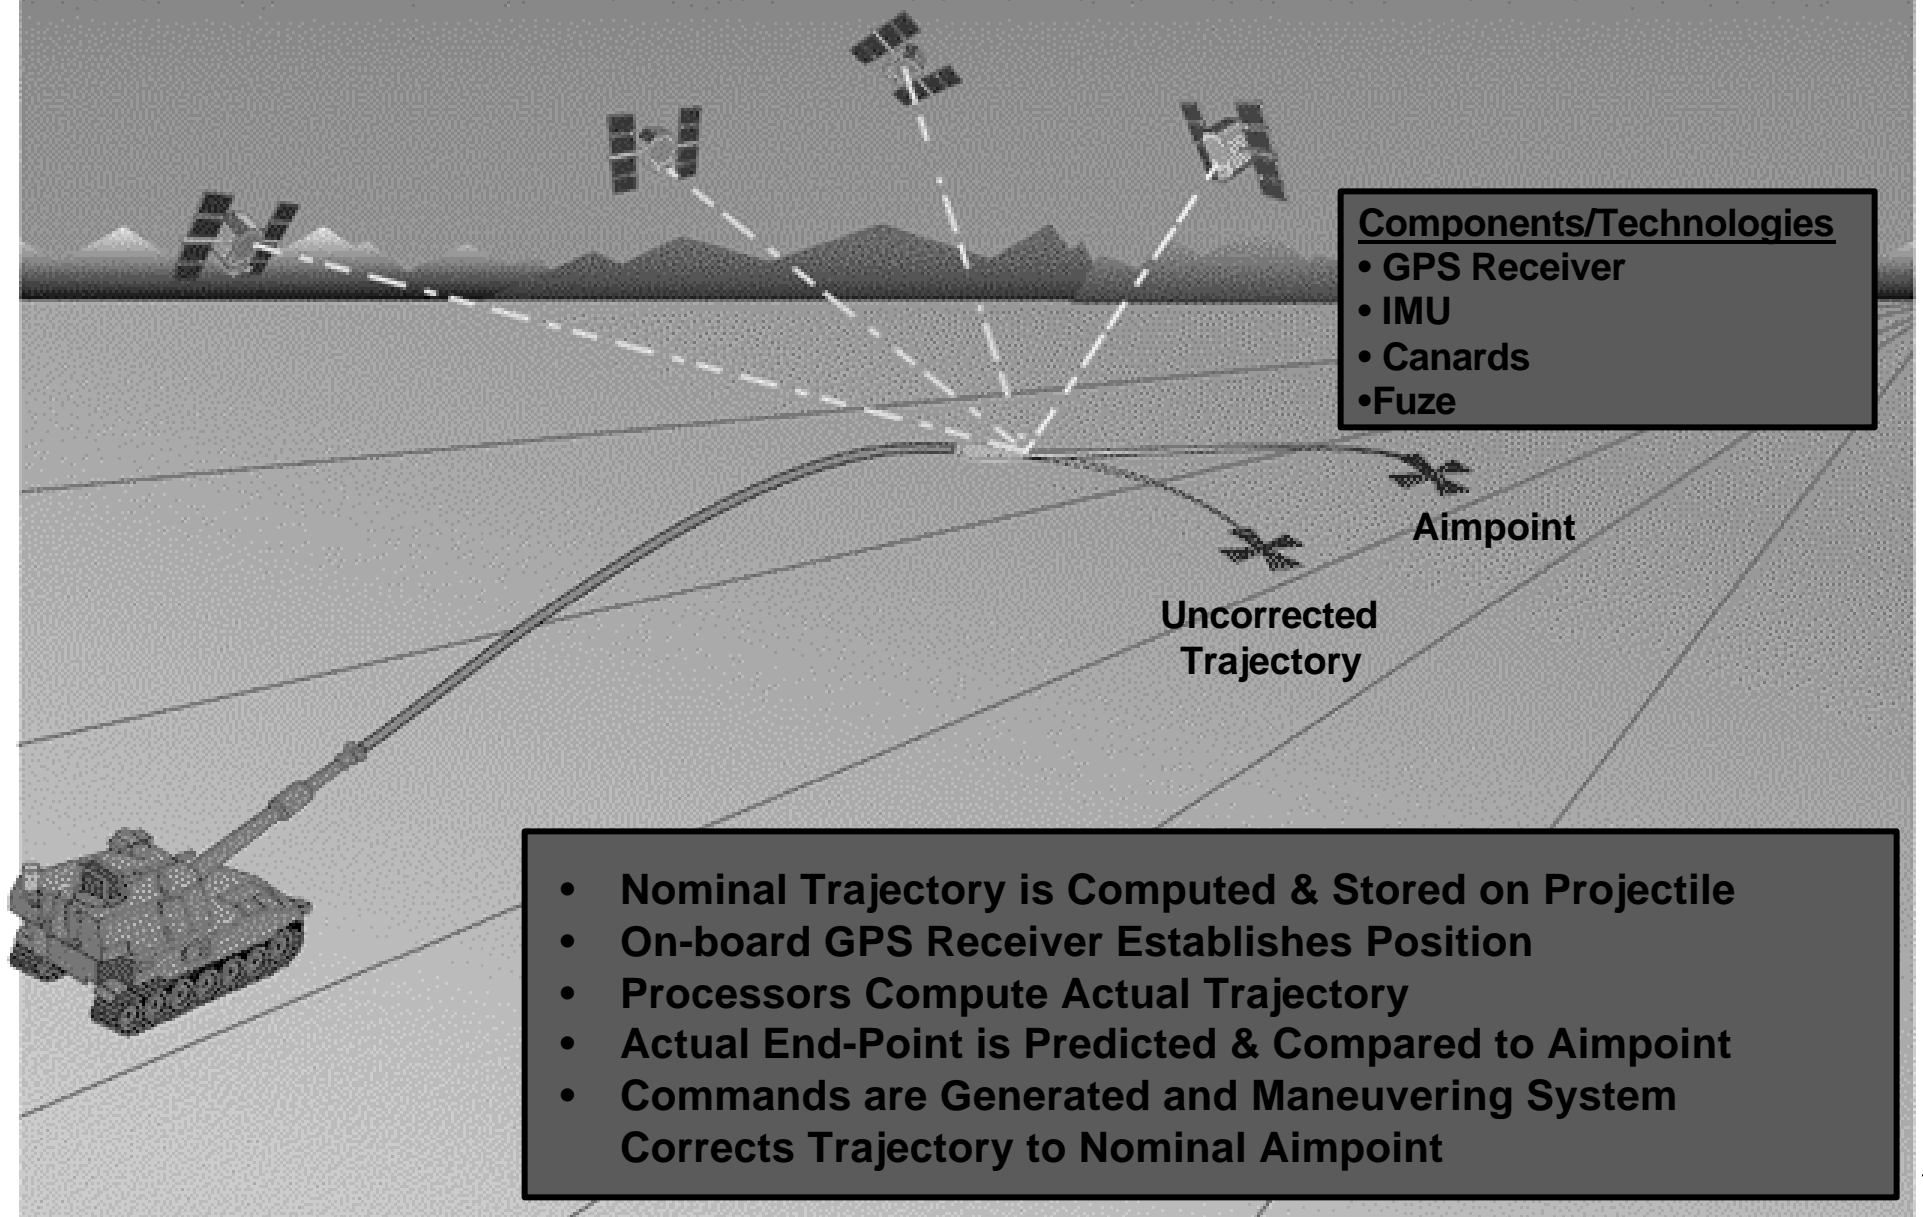 Components/Technologies
• GPS Receiver
• IMU
• Canards
•Fuze
Aimpoint
Uncorrected
Trajectory
• Nominal Trajectory is Computed & Stored on Projectile
• On-board GPS Receiver Establishes Position
• Processors Compute Actual Trajectory
• Actual End-Point is Predicted & Compared to Aimpoint
• Commands are Generated and Maneuvering System
Corrects Trajectory to Nominal Aimpoint